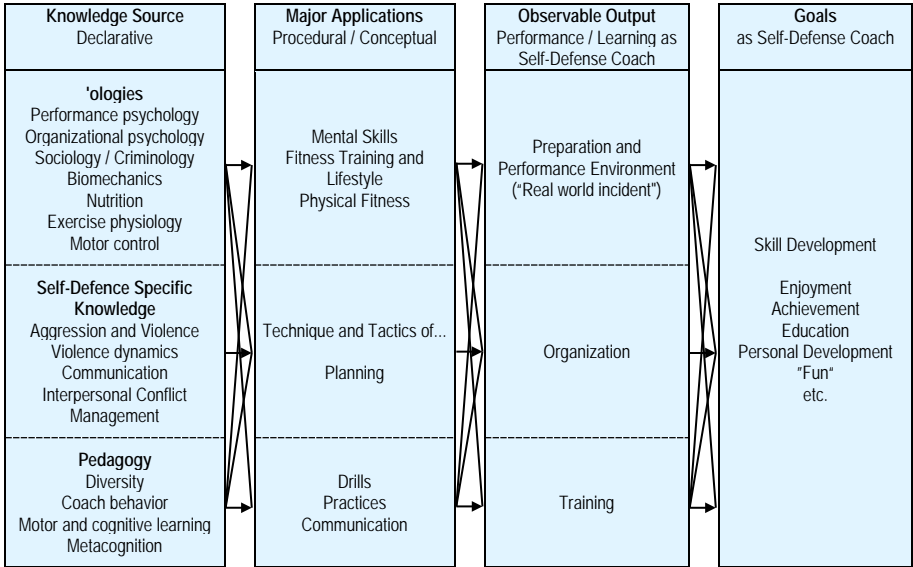 Knowledge Source
Declarative
'ologies
Performance psychology
Organizational psychology
Sociology / Criminology
Biomechanics
Nutrition
Exercise physiology
Motor control
Self-Defence Specific
Knowledge
Aggression and Violence
Violence dynamics
Communication
Interpersonal Conflict
Management
Pedagogy
Diversity
Coach behavior
Motor and cognitive learning
Metacognition
Major Applications
Procedural / Conceptual
Mental Skills
Fitness Training and
Lifestyle
Physical Fitness
Technique and Tactics of...
Planning
Drills
Practices
Communication
Observable Output
Performance / Learning as
Self-Defense Coach
Preparation and
Performance Environment
("Real world incident")
Organization
Training
Goals
as Self-Defense Coach
Skill Development
Enjoyment
Achievement
Education
Personal Development
"Fun"
etc.